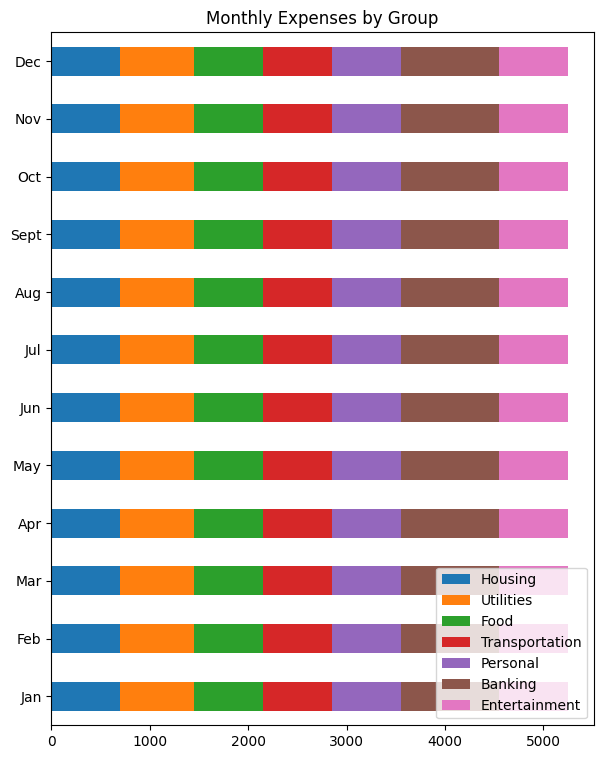 Monthly Expenses by Group
Dec
Nov
Oct
Sept
Aug
Jul
Jun
May
Apr
Mar
Feb
Jan
Housing
Utilities
Food
Transportation
Personal
Banking
Entertainment
0 1000 2000 3000 4000 5000